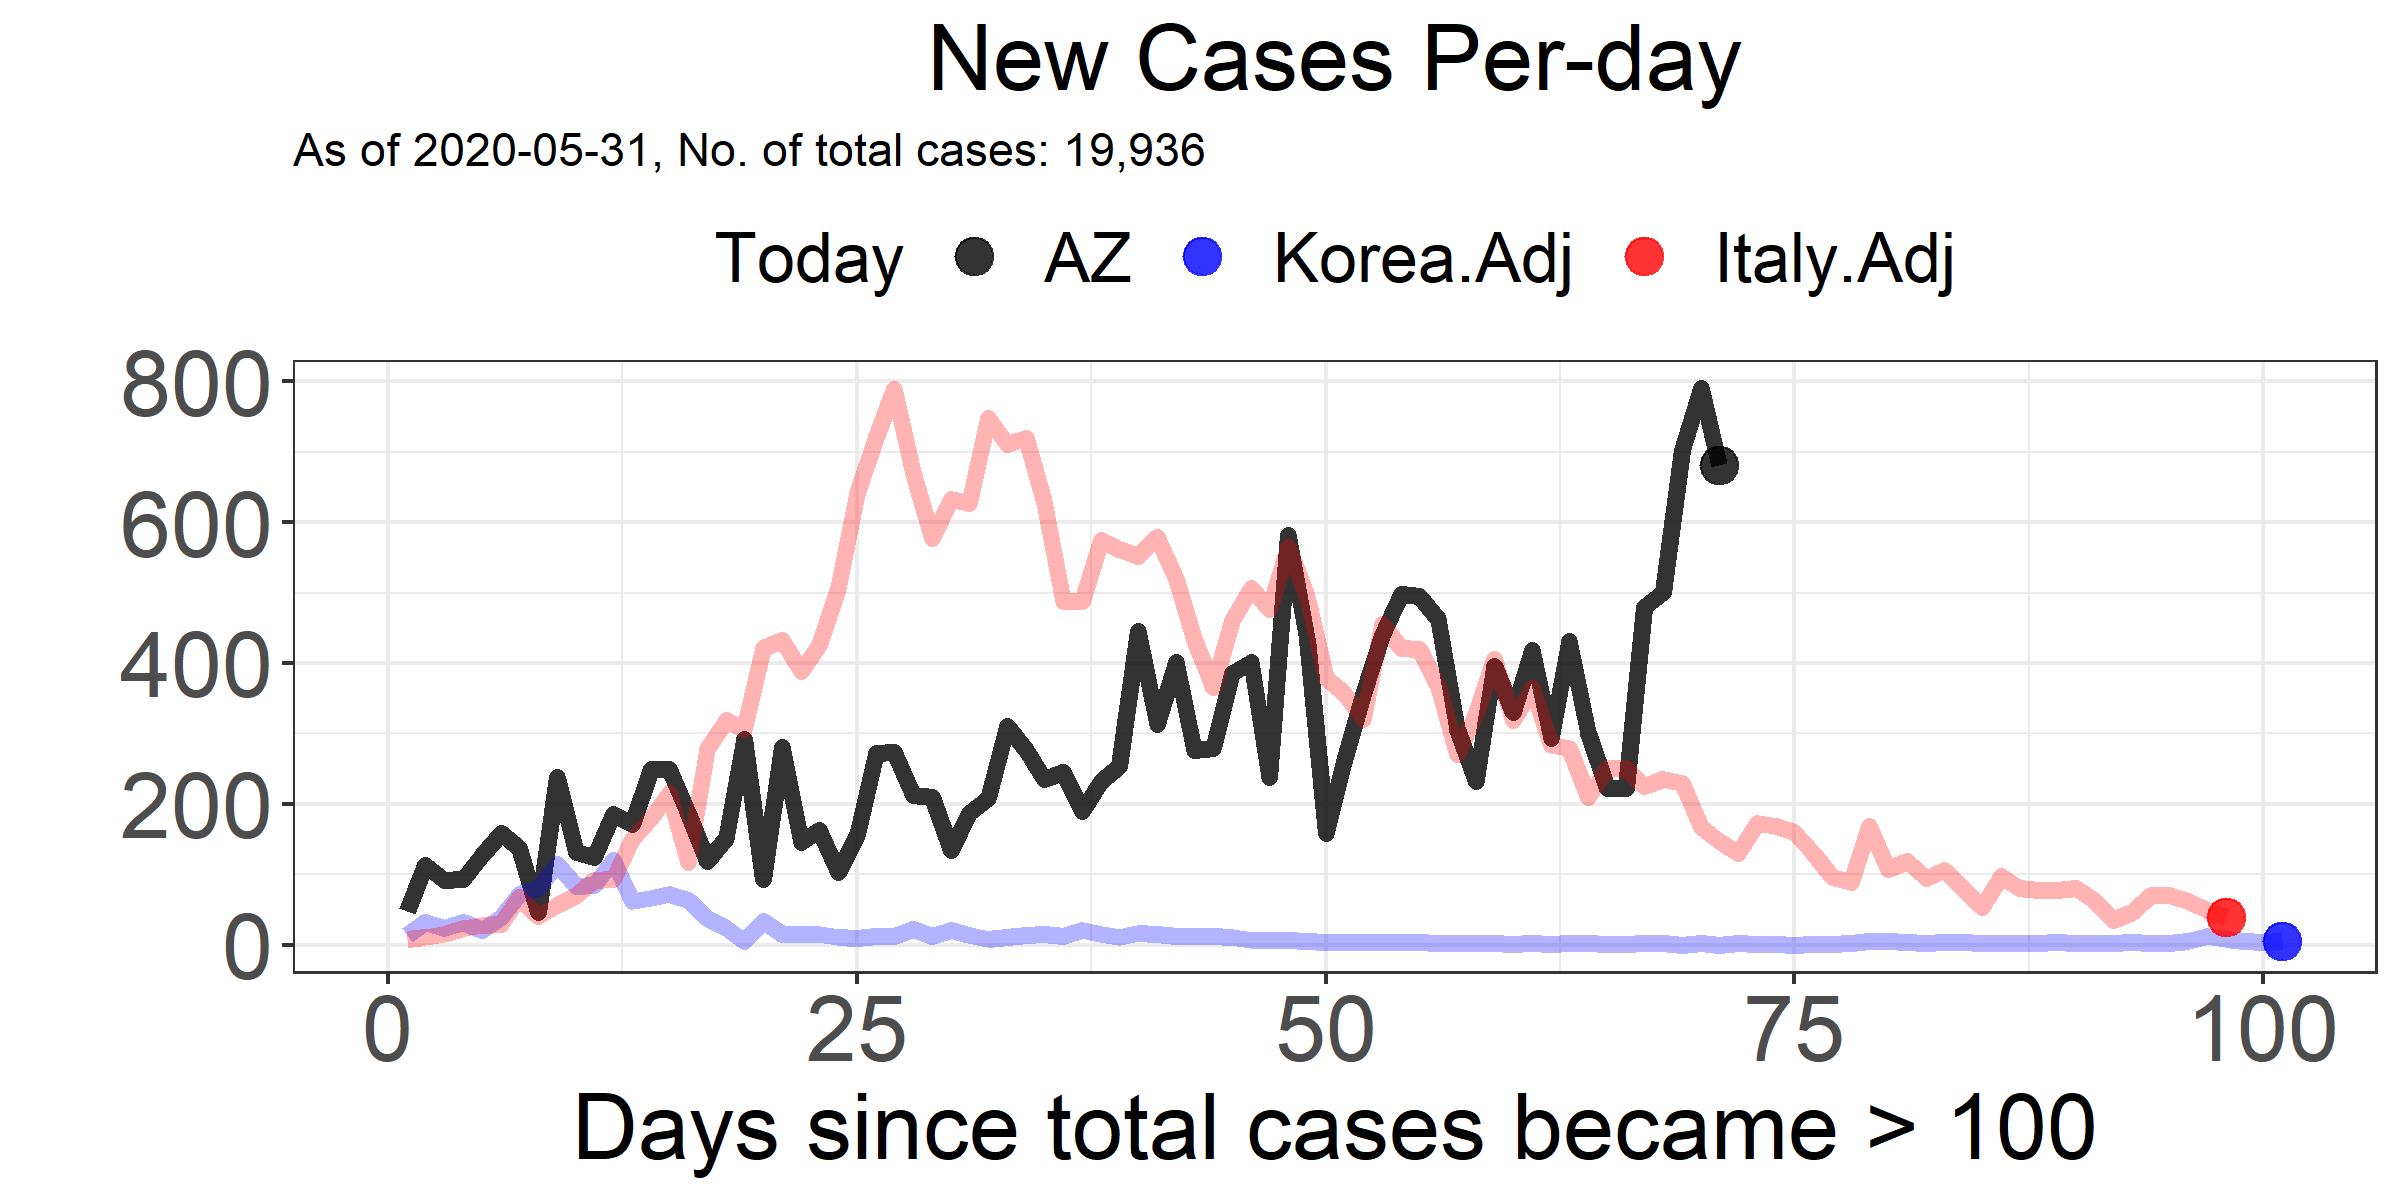 New Cases Per-day
As of 2020-05-31, No. of total cases: 19,936
Today AZ Korea.Adj Italy.Adj
800
600
400
200
0
0 25 50 75 100
Days since total cases became > 100